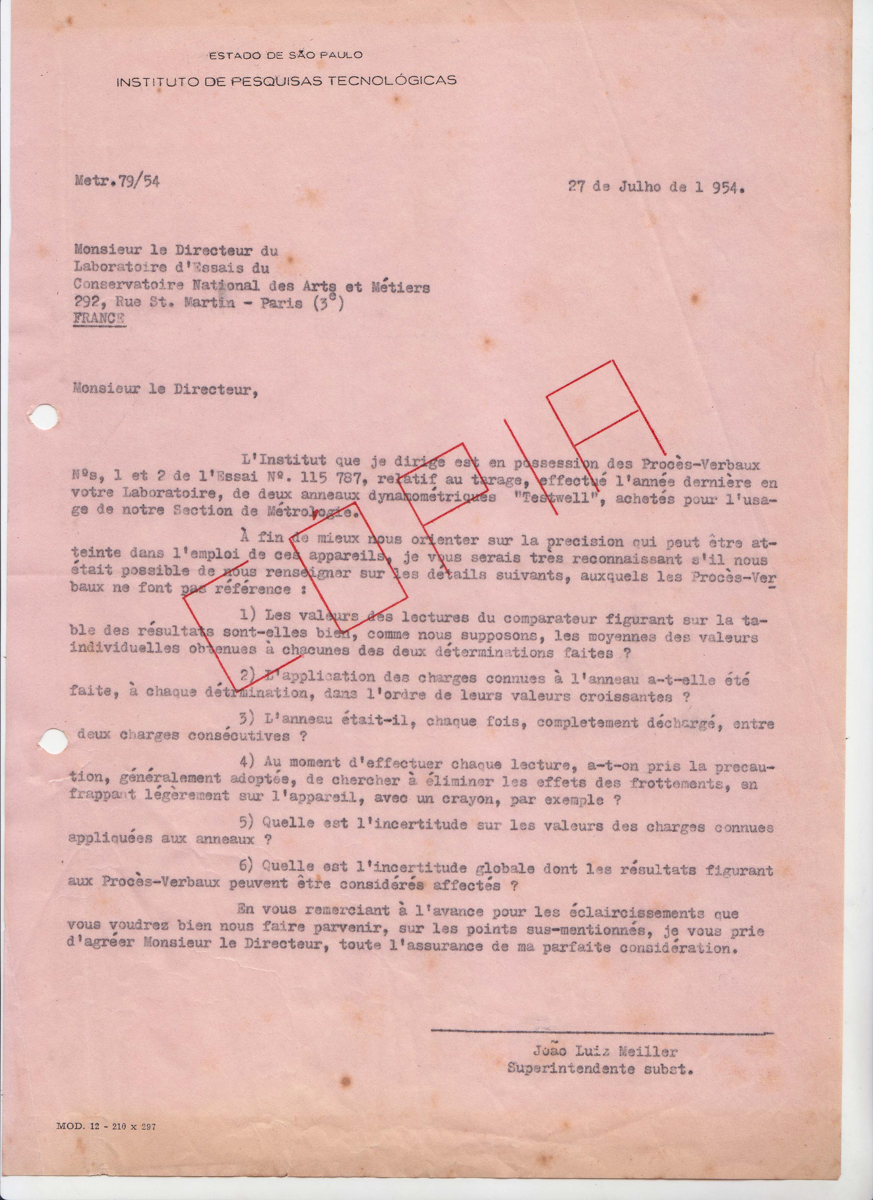 ESTADO DE SÃO PAULO
INSTITUTO DE PESQUISAS TECNOLÓGICAS
Metr.79/54
27 de Julho de 1 954.
Monsieur le Directeur du
Laboratoire d'Essais du
Conservatoire National des Arts et Métiers
292, Rue St. Martin - Paris (3e)
FRANCE
Monsieur le Directeur,
L'Institut que je dirige est en possession des Procès-Verbaux
Nºs, 1 et 2 de l'Essai Nº. 115 787, relatif au tarage, effectué l'année dernière en
votre Laboratoire, de deux anneaux dynamométriques "Testwell", achetés pour l'usa-
ge de notre Section de Métrologie.
À fin de mieux nous orienter sur la precision qui peut être at-
teinte dans l'emploi de ces appareils, je vous serais très reconnaissant s'il nous
était possible de nous renseigner sur les détails suivants, auxquels les Procès-Ver
baux ne font pas référence :
1) Les valeurs des lectures du comparateur figurant sur la ta-
ble des résultats sont-elles bien, comme nous supposons, les moyennes des valeurs
individuelles obtenues à chacunes des deux déterminations faites ?
2) L'application des charges connues à l'anneau a-t-elle été
faite, à chaque détrmination, dans l'ordre de leurs valeurs croissantes ?
3) L'anneau était-il, chaque fois, completement déchargé, entre
deux charges consécutives ?
4) Au moment d'effectuer chaque lecture, a-t-on pris la precau-
tion, généralement adoptée, de chercher à éliminer les effets des frottements, en
frappant légèrement sur l'appareil, avec un crayon, par exemple ?
5) Quelle est l'incertitude sur les valeurs des charges connues
appliquées aux anneaux ?
6) Quelle est l'incertitude globale dont les résultats figurant
aux Procès-Verbaux peuvent être considérés affectés ?
En vous remerciant à l'avance pour les éclaircissements que
vous voudrez bien nous faire parvenir, sur les points sus-mentionnés, je vous prie
d'agréer Monsieur le Directeur, toute l'assurance de ma parfaite considération.
João Luiz Meiller
Superintendente subst.
MOD. 12 - 210 x 297
COPIA